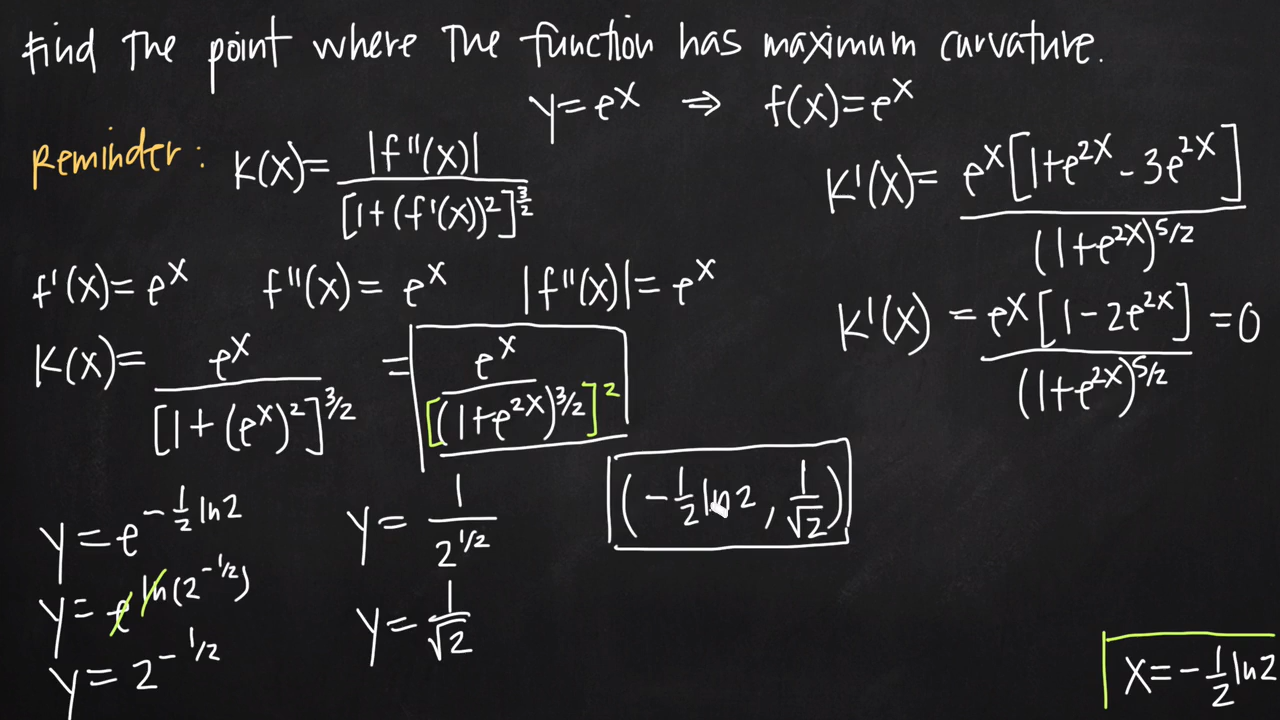 Find the point where the function has maximum curvature.
y=e^x ⇒ f(x)=e^x
Reminder: K(x)= |f''(x)| / [1+(f'(x))^2]^{3/2}
K'(x)= e^x[1+e^{2x} - 3e^{2x}] / (1+e^{2x})^{5/2}
f'(x)=e^x f''(x)=e^x |f''(x)|=e^x
K'(x) = e^x[1-2e^{2x}] / (1+e^{2x})^{5/2} =0
K(x)= e^x / [1+(e^x)^2]^{3/2} = e^x / [(1+e^{2x})^{3/2}]^2
y=e^{-1/2 ln2}
y= 1 / 2^{1/2}
(-1/2 ln2, 1/√2)
y=e^{ln(2^{-1/2})}
y= 1/√2
y=2^{-1/2}
x=-1/2 ln2